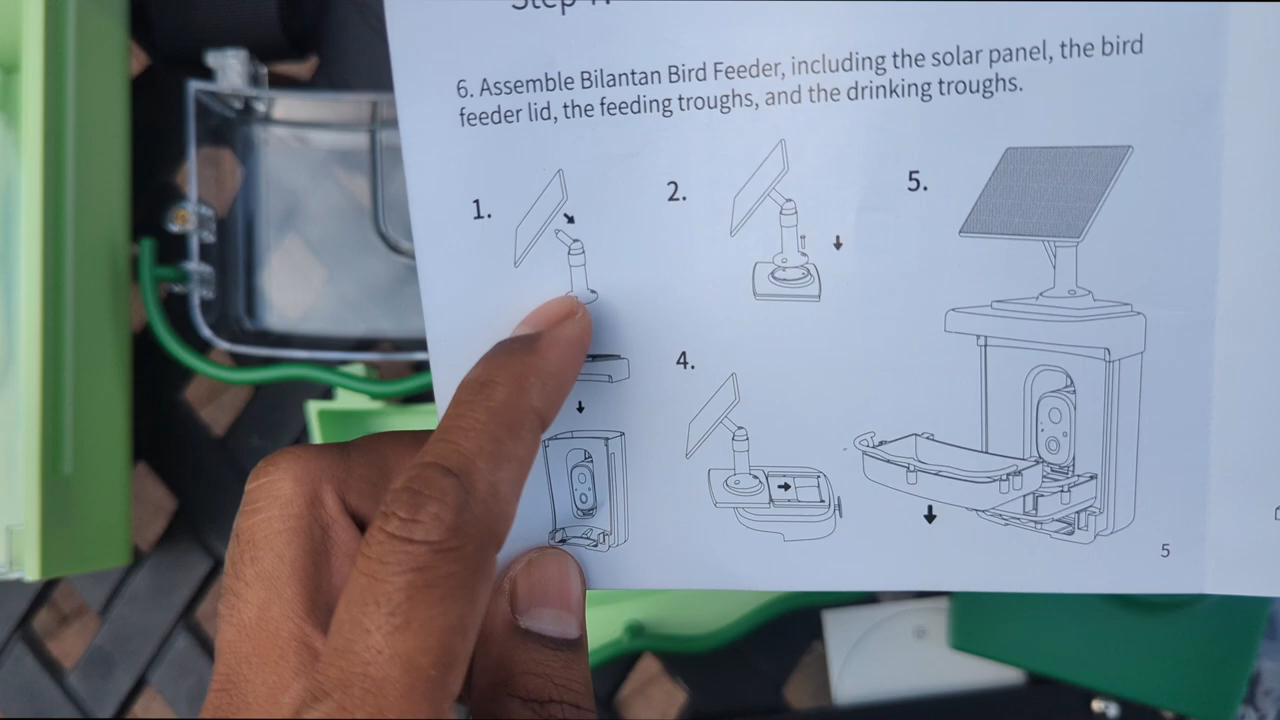 6. Assemble Bilantan Bird Feeder, including the solar panel, the bird
feeder lid, the feeding troughs, and the drinking troughs.
1.
2.
5.
4.
5